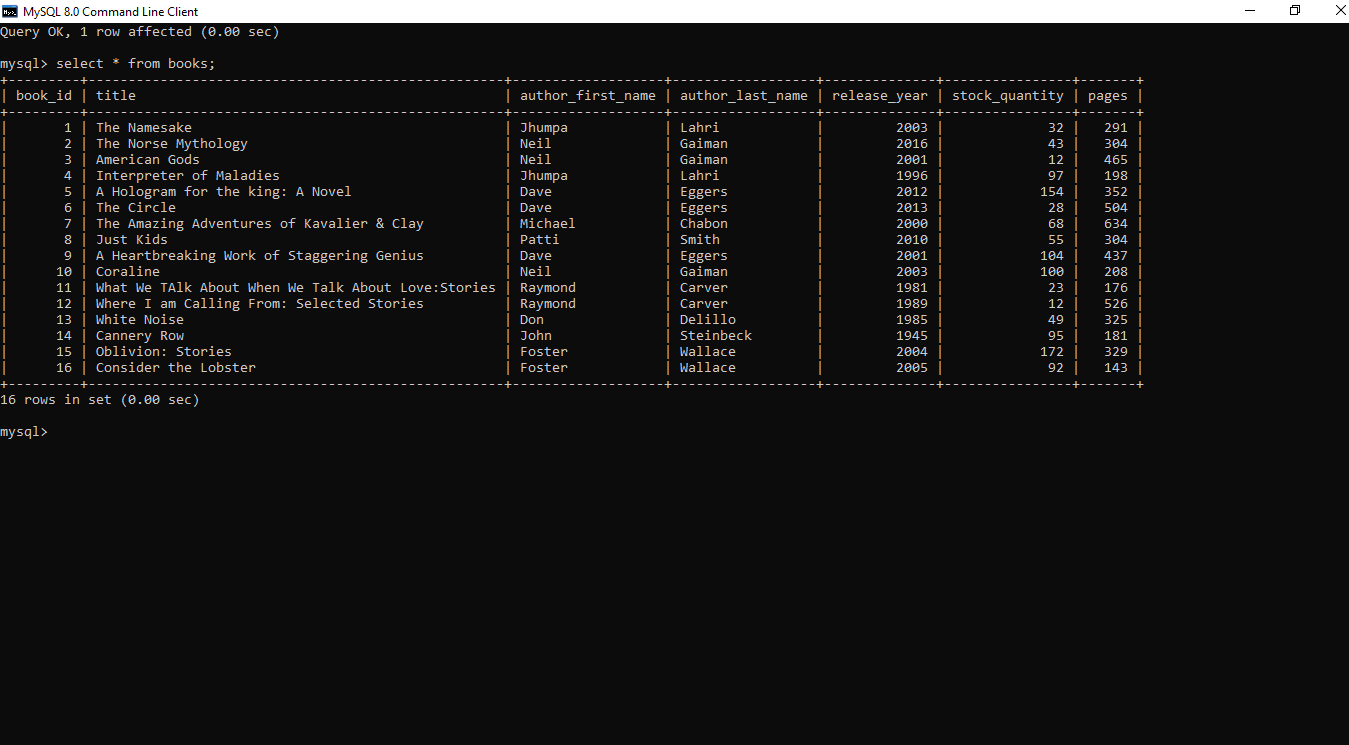 MySQL 8.0 Command Line Client
Query OK, 1 row affected (0.00 sec)
mysql> select * from books;
+---------+----------------------------------------------------+-------------------+------------------+--------------+----------------+-------+
| book_id | title                                              | author_first_name | author_last_name | release_year | stock_quantity | pages |
+---------+----------------------------------------------------+-------------------+------------------+--------------+----------------+-------+
|       1 | The Namesake                                       | Jhumpa            | Lahri            |         2003 |             32 |   291 |
|       2 | The Norse Mythology                                | Neil              | Gaiman           |         2016 |             43 |   304 |
|       3 | American Gods                                      | Neil              | Gaiman           |         2001 |             12 |   465 |
|       4 | Interpreter of Maladies                            | Jhumpa            | Lahri            |         1996 |             97 |   198 |
|       5 | A Hologram for the king: A Novel                   | Dave              | Eggers           |         2012 |            154 |   352 |
|       6 | The Circle                                         | Dave              | Eggers           |         2013 |             28 |   504 |
|       7 | The Amazing Adventures of Kavalier & Clay          | Michael           | Chabon           |         2000 |             68 |   634 |
|       8 | Just Kids                                          | Patti             | Smith            |         2010 |             55 |   304 |
|       9 | A Heartbreaking Work of Staggering Genius          | Dave              | Eggers           |         2001 |            104 |   437 |
|      10 | Coraline                                           | Neil              | Gaiman           |         2003 |            100 |   208 |
|      11 | What We TAlk About When We Talk About Love:Stories | Raymond           | Carver           |         1981 |             23 |   176 |
|      12 | Where I am Calling From: Selected Stories          | Raymond           | Carver           |         1989 |             12 |   526 |
|      13 | White Noise                                        | Don               | Delillo          |         1985 |             49 |   325 |
|      14 | Cannery Row                                        | John              | Steinbeck        |         1945 |             95 |   181 |
|      15 | Oblivion: Stories                                  | Foster            | Wallace          |         2004 |            172 |   329 |
|      16 | Consider the Lobster                               | Foster            | Wallace          |         2005 |             92 |   143 |
+---------+----------------------------------------------------+-------------------+------------------+--------------+----------------+-------+
16 rows in set (0.00 sec)
mysql>